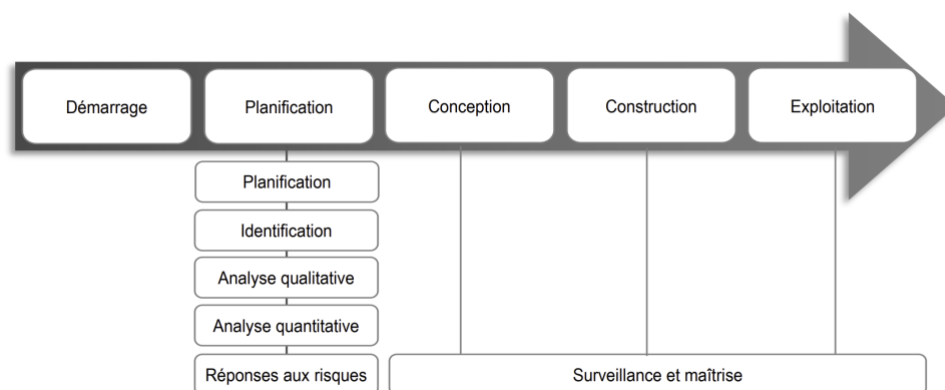 Démarrage
Planification
Conception
Construction
Exploitation
Planification
Identification
Analyse qualitative
Analyse quantitative
Réponses aux risques
Surveillance et maîtrise